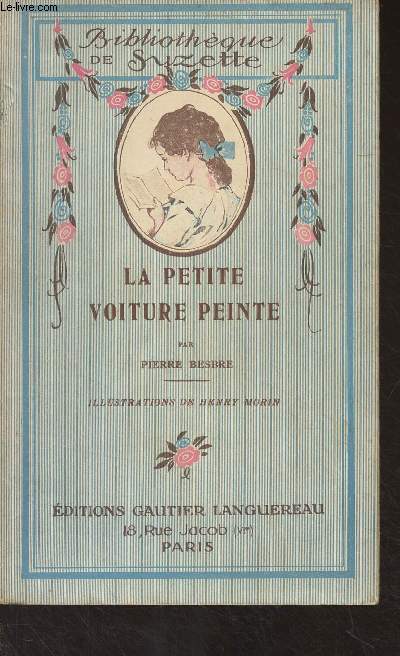 Le-livre.com
Bibliothèque
DE Suzette
LA PETITE
VOITURE PEINTE
PAR
PIERRE BESBRE
ILLUSTRATIONS DE HENRY MORIN
ÉDITIONS GAUTIER LANGUEREAU
18, Rue Jacob (VIe)
PARIS